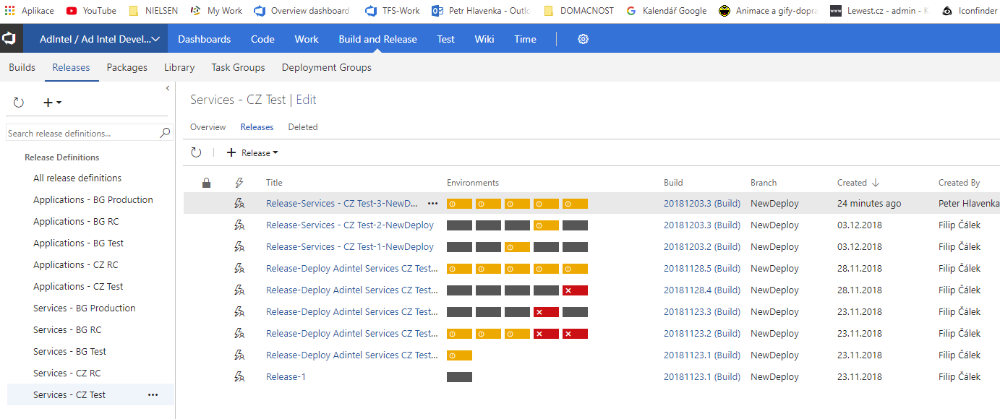 Aplikace YouTube NIELSEN My Work Overview dashboard TFS-Work Petr Hlavenka - Outlo DOMACNOST Kalendář Google Animace a gify-dopra Lewest.cz - admin - K Iconfinder
AdIntel / Ad Intel Devel... Dashboards Code Work Build and Release Test Wiki Time
Builds Releases Packages Library Task Groups Deployment Groups
Services - CZ Test | Edit
Overview Releases Deleted
Search release definitions...
+ Release
Release Definitions
All release definitions
Applications - BG Production
Applications - BG RC
Applications - BG Test
Applications - CZ RC
Applications - CZ Test
Services - BG Production
Services - BG RC
Services - BG Test
Services - CZ RC
Services - CZ Test ...
Title Environments Build Branch Created Created By
Release-Services - CZ Test-3-NewD... ... 20181203.3 (Build) NewDeploy 24 minutes ago Peter Hlavenka
Release-Services - CZ Test-2-NewDeploy 20181203.3 (Build) NewDeploy 03.12.2018 Filip Čálek
Release-Services - CZ Test-1-NewDeploy 20181203.2 (Build) NewDeploy 03.12.2018 Filip Čálek
Release-Deploy Adintel Services CZ Test... 20181128.5 (Build) NewDeploy 28.11.2018 Filip Čálek
Release-Deploy Adintel Services CZ Test... 20181128.4 (Build) NewDeploy 28.11.2018 Filip Čálek
Release-Deploy Adintel Services CZ Test... 20181123.3 (Build) NewDeploy 23.11.2018 Filip Čálek
Release-Deploy Adintel Services CZ Test... 20181123.2 (Build) NewDeploy 23.11.2018 Filip Čálek
Release-Deploy Adintel Services CZ Test... 20181123.1 (Build) NewDeploy 23.11.2018 Filip Čálek
Release-1 20181123.1 (Build) NewDeploy 23.11.2018 Filip Čálek